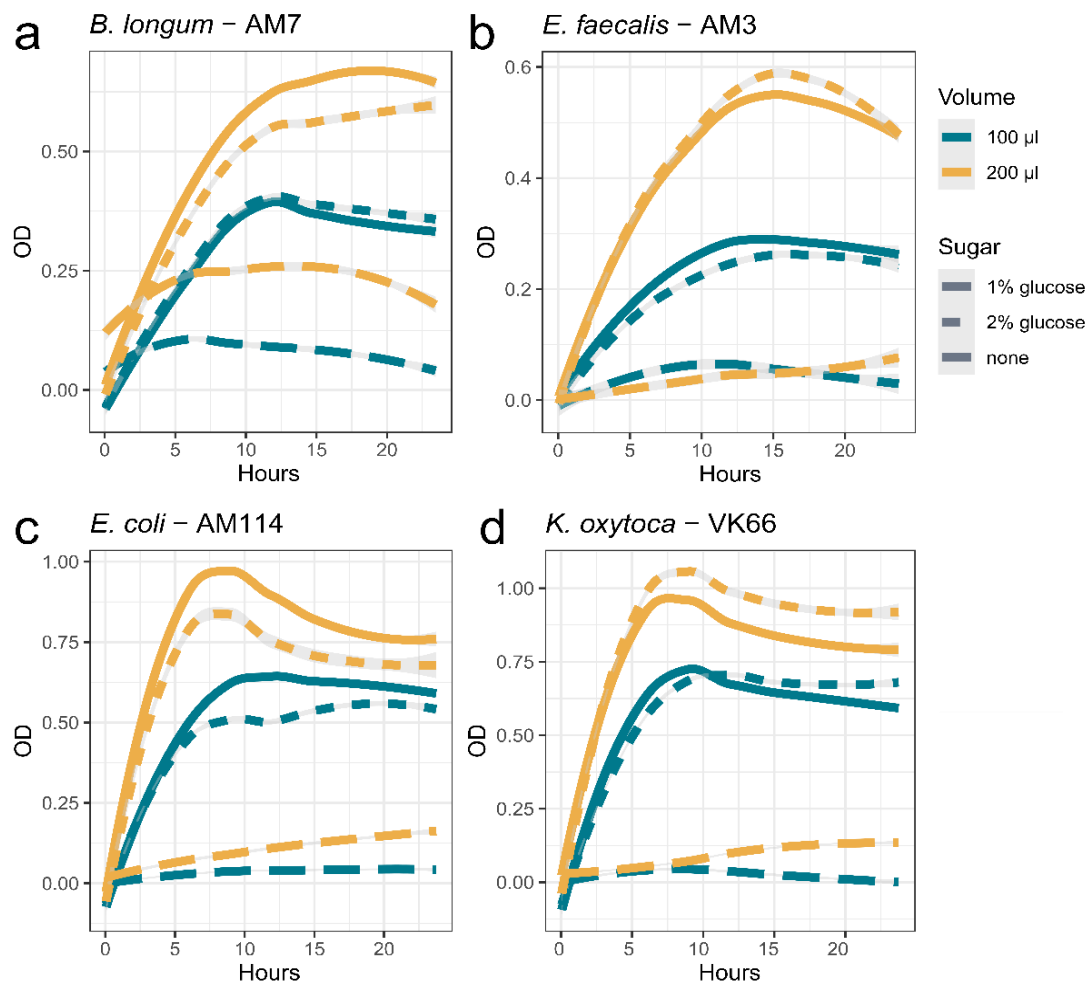 a
B. longum – AM7
OD
0.50
0.25
0.00
0 5 10 15 20
Hours
b
E. faecalis – AM3
OD
0.6
0.4
0.2
0.0
0 5 10 15 20
Hours
Volume
100 µl
200 µl
Sugar
1% glucose
2% glucose
none
c
E. coli – AM114
OD
1.00
0.75
0.50
0.25
0.00
0 5 10 15 20
Hours
d
K. oxytoca – VK66
OD
1.00
0.75
0.50
0.25
0.00
0 5 10 15 20
Hours